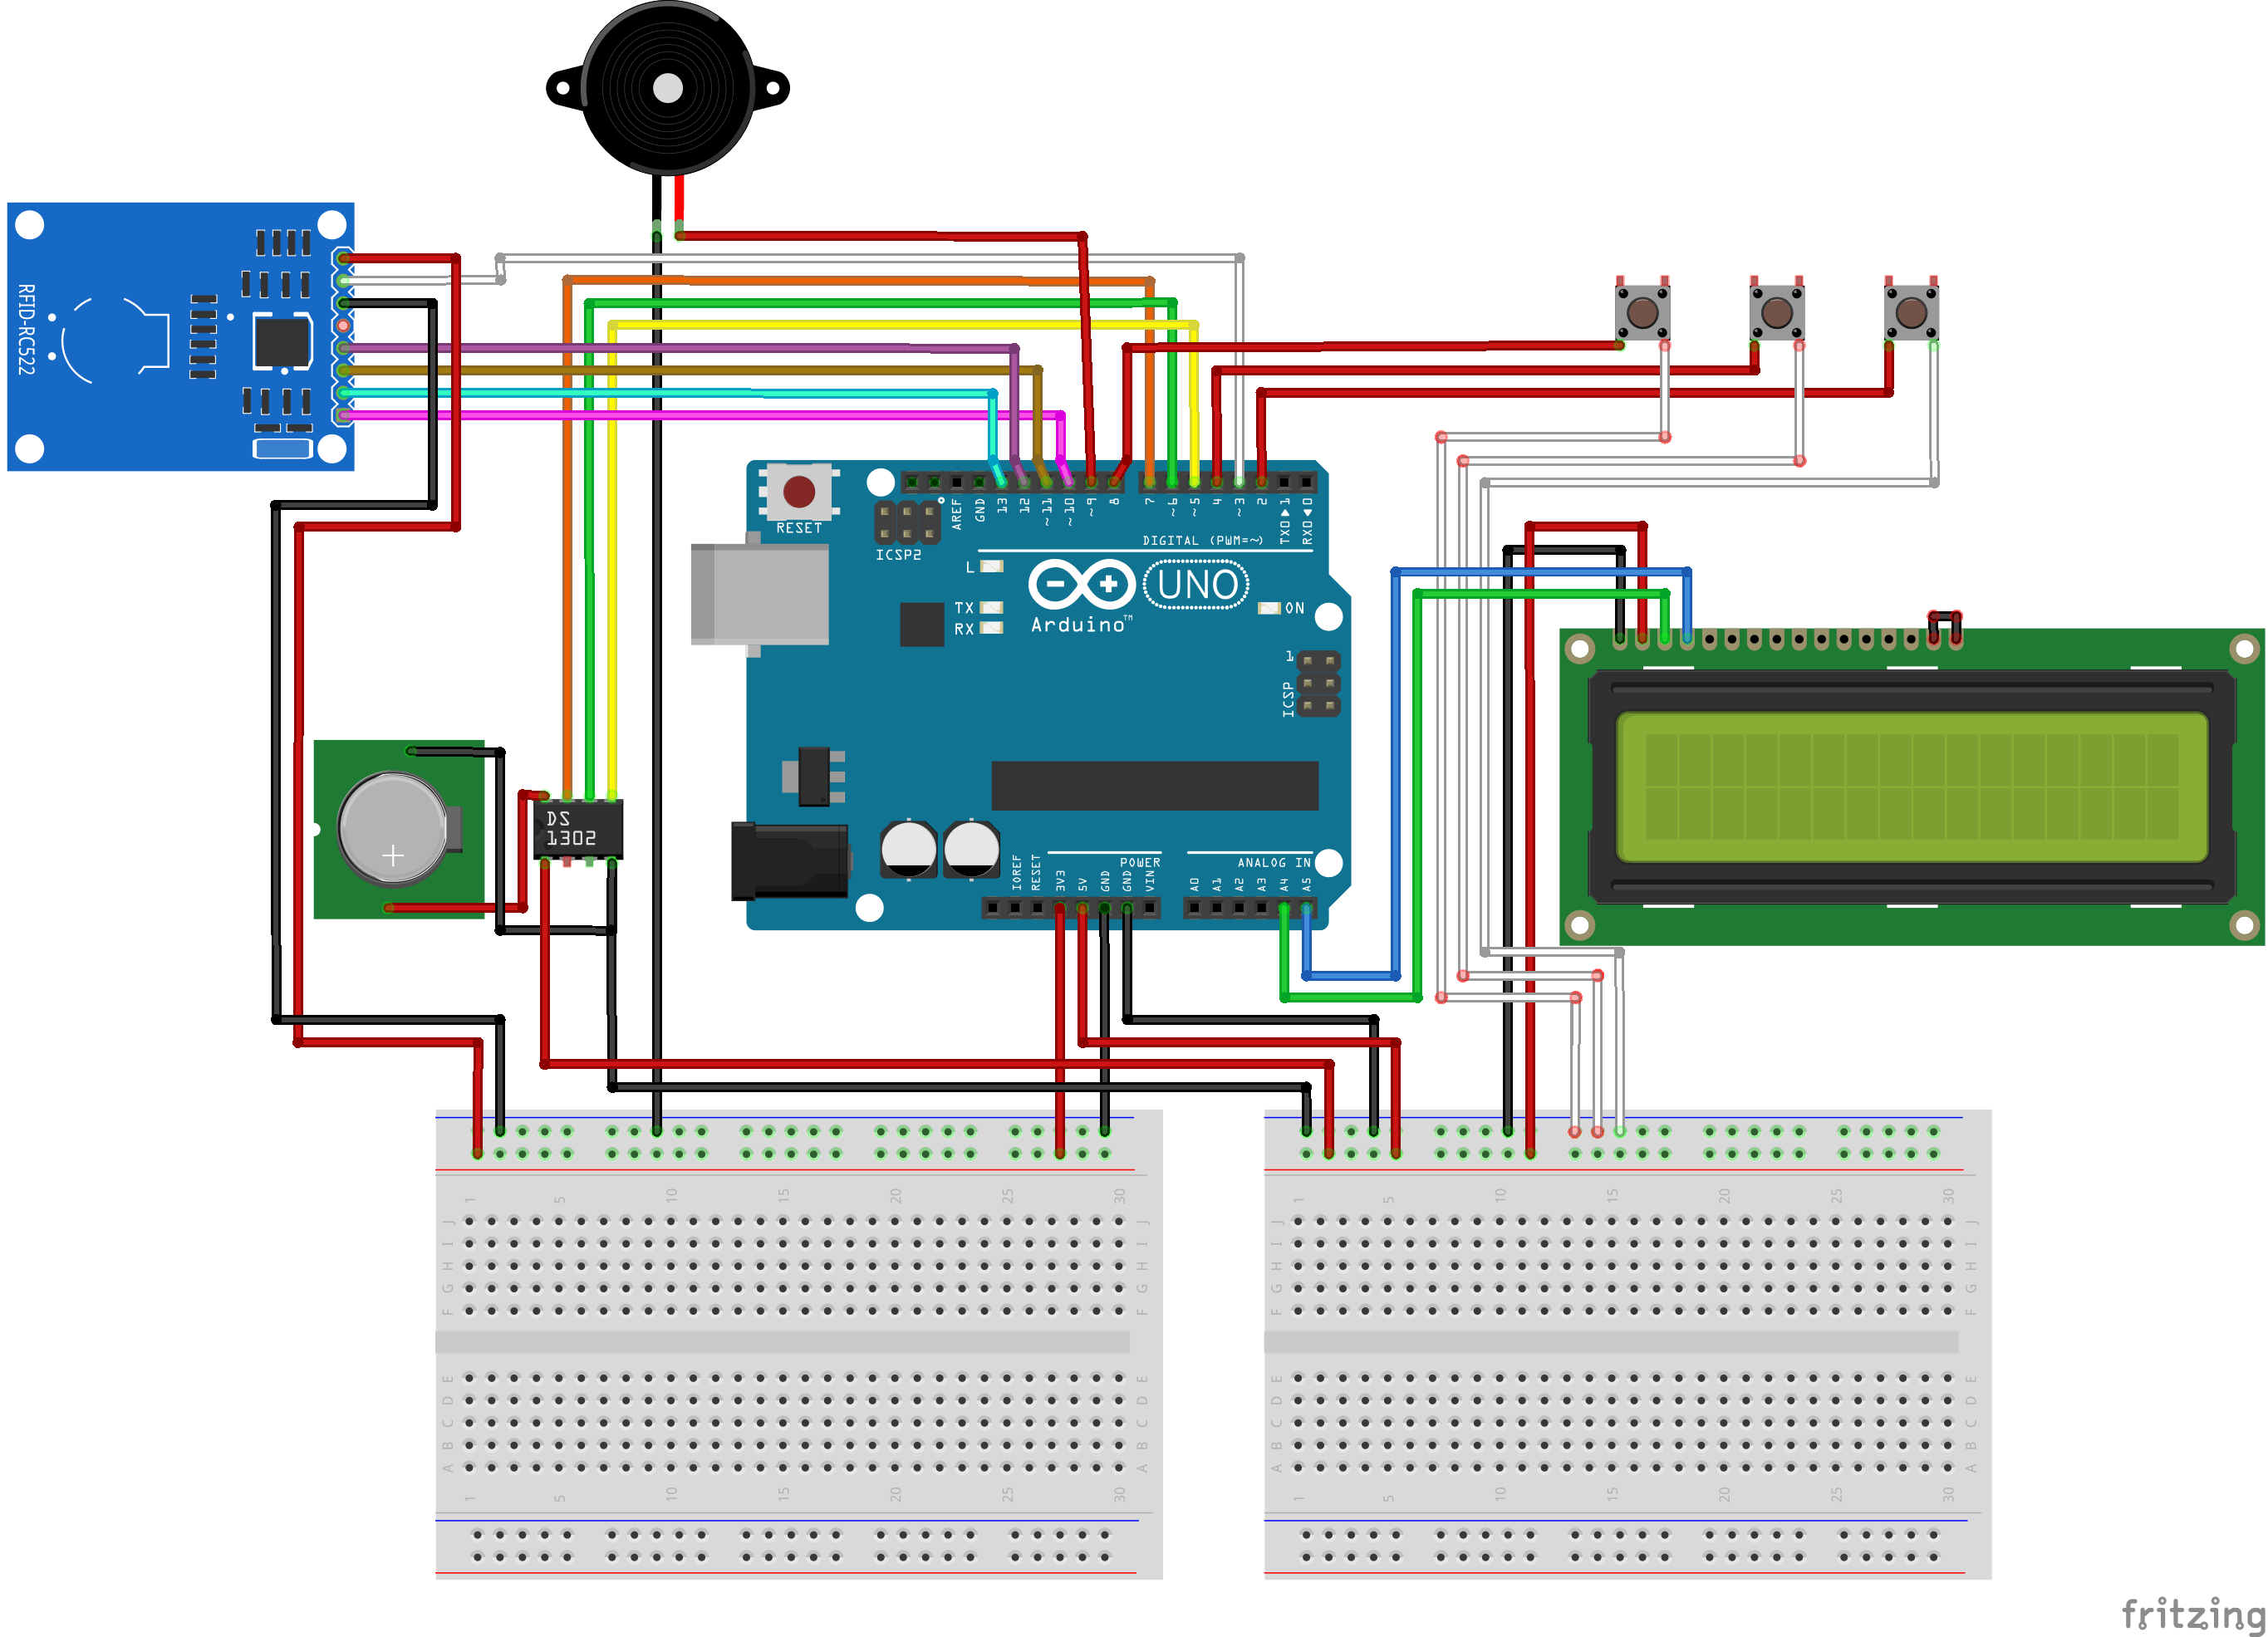 RFID-RC522
RESET
ICSP2
AREF
GND
13
12
~11
~10
~9
8
7
~6
~5
4
~3
2
TX0 ▶ 1
RX0 ◀ 0
DIGITAL (PWM=~)
L
TX
RX
UNO
ON
Arduino™
1
ICSP
DS
1302
IOREF
RESET
3V3
5V
GND
GND
VIN
POWER
ANALOG IN
A0
A1
A2
A3
A4
A5
1 5 10 15 20 25 30
J J
I I
H H
G G
F F
E E
D D
C C
B B
A A
1 5 10 15 20 25 30
1 5 10 15 20 25 30
J J
I I
H H
G G
F F
E E
D D
C C
B B
A A
1 5 10 15 20 25 30
fritzing